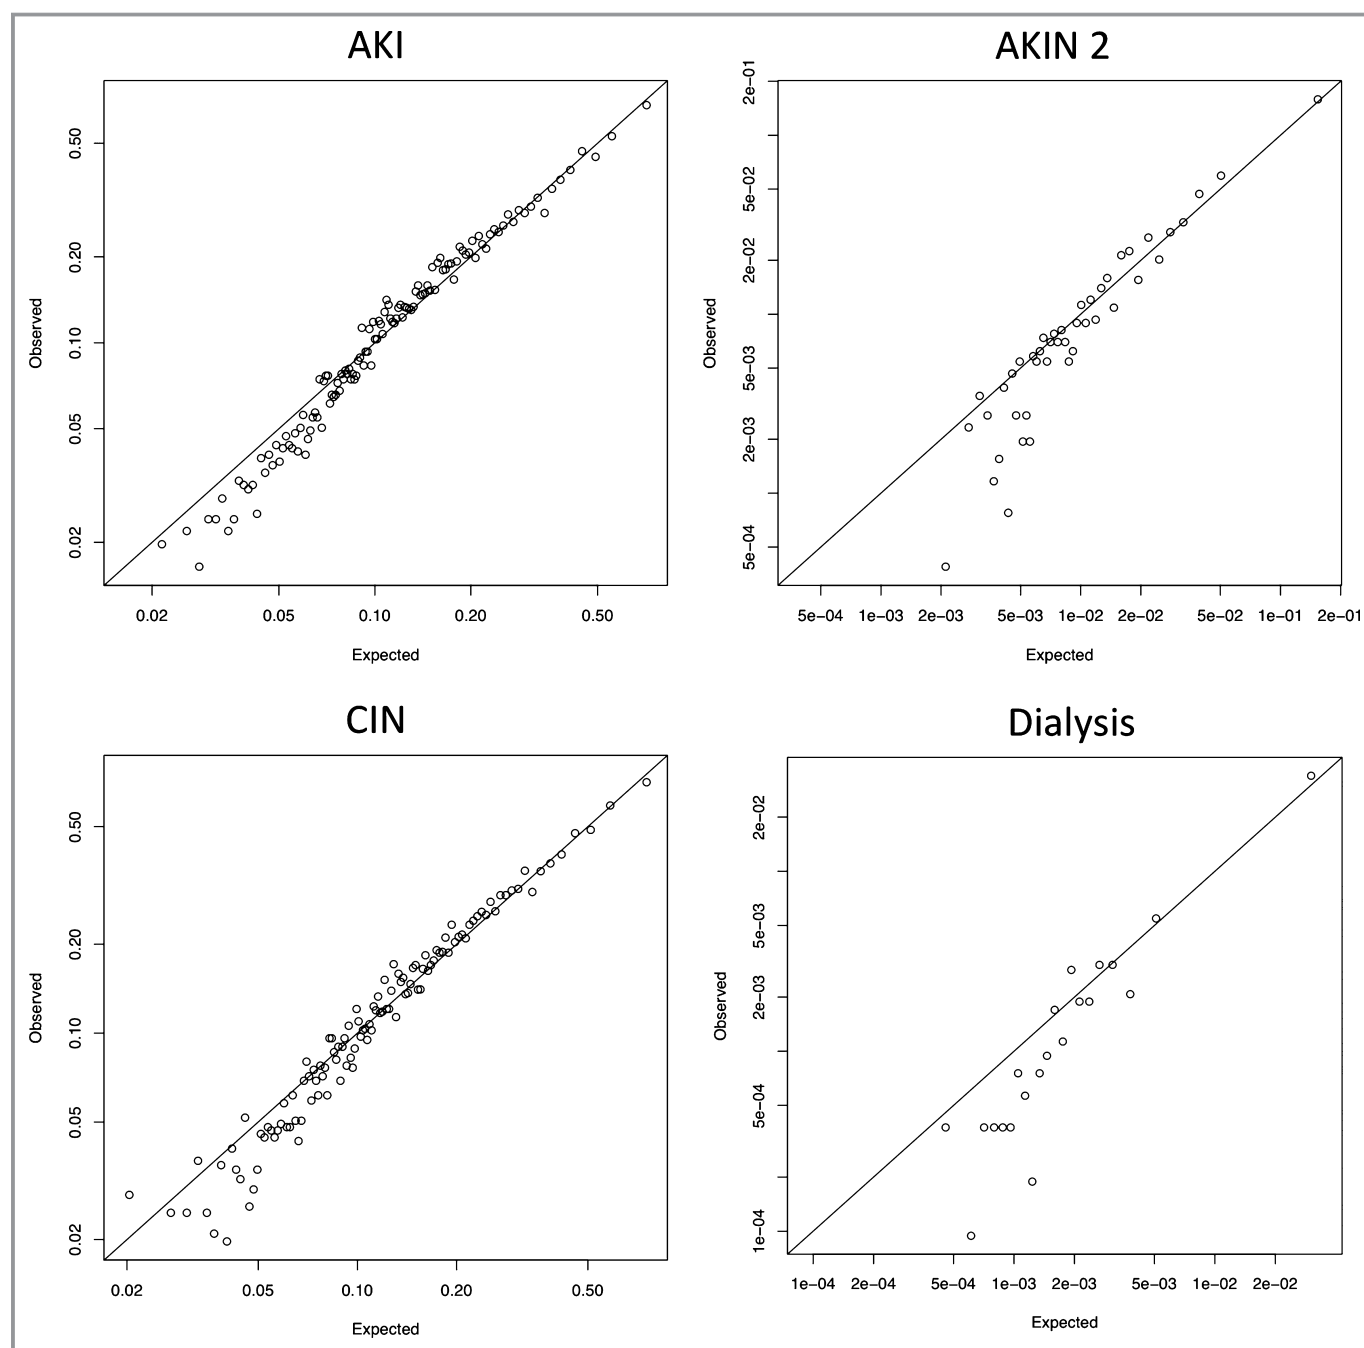 AKI
0.50
0.20
0.10
0.05
0.02
Observed
0.02 0.05 0.10 0.20 0.50
Expected
AKIN 2
2e−01
5e−02
2e−02
5e−03
2e−03
5e−04
Observed
5e−04 1e−03 2e−03 5e−03 1e−02 2e−02 5e−02 1e−01 2e−01
Expected
CIN
0.50
0.20
0.10
0.05
0.02
Observed
0.02 0.05 0.10 0.20 0.50
Expected
Dialysis
2e−02
5e−03
2e−03
5e−04
1e−04
Observed
1e−04 2e−04 5e−04 1e−03 2e−03 5e−03 1e−02 2e−02
Expected